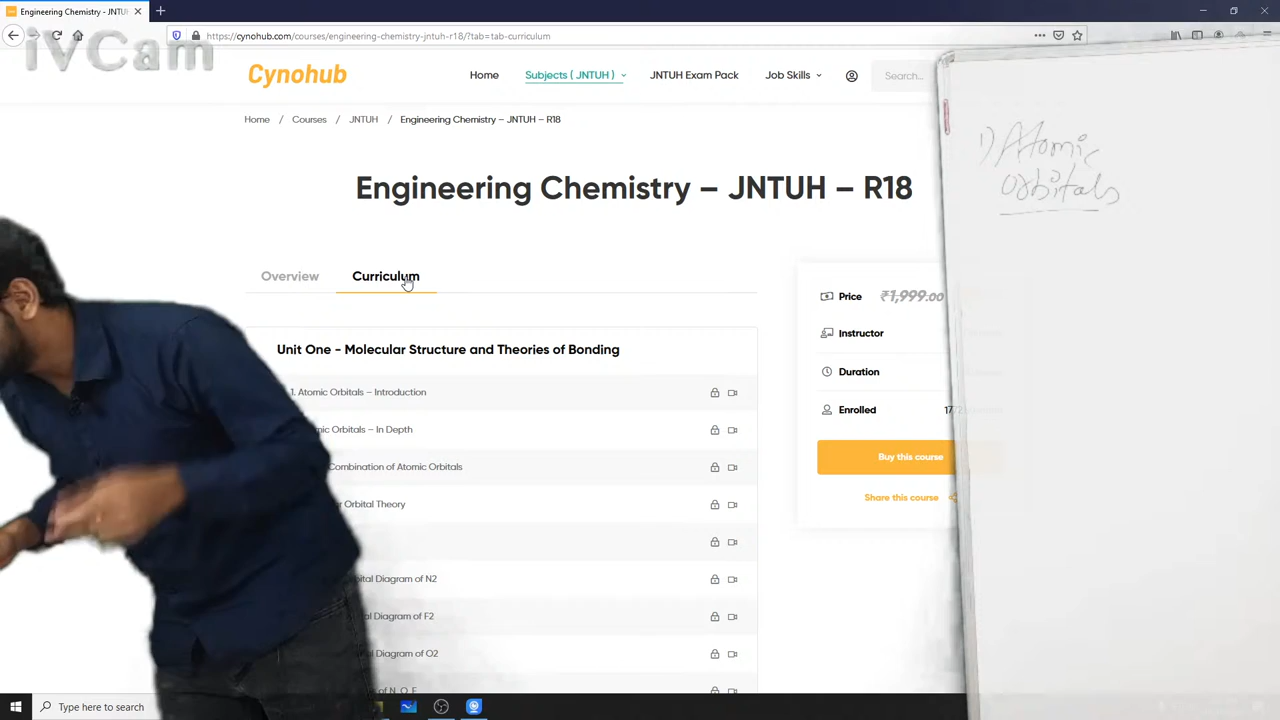 Engineering Chemistry - JNTU
https://cynohub.com/courses/engineering-chemistry-jntuh-r18/?tab=tab-curriculum
iVCam
Cynohub
Home
Subjects ( JNTUH )
JNTUH Exam Pack
Job Skills
Search...
Home / Courses / JNTUH / Engineering Chemistry – JNTUH – R18
Engineering Chemistry – JNTUH – R18
1) Atomic
Orbitals
Overview
Curriculum
Price ₹1,999.00
Instructor
Duration
Enrolled
Buy this course
Share this course
Unit One - Molecular Structure and Theories of Bonding
1. Atomic Orbitals – Introduction
Orbitals – In Depth
Combination of Atomic Orbitals
Orbital Theory
Diagram of N2
Diagram of F2
Diagram of O2
of N, O, F
Type here to search